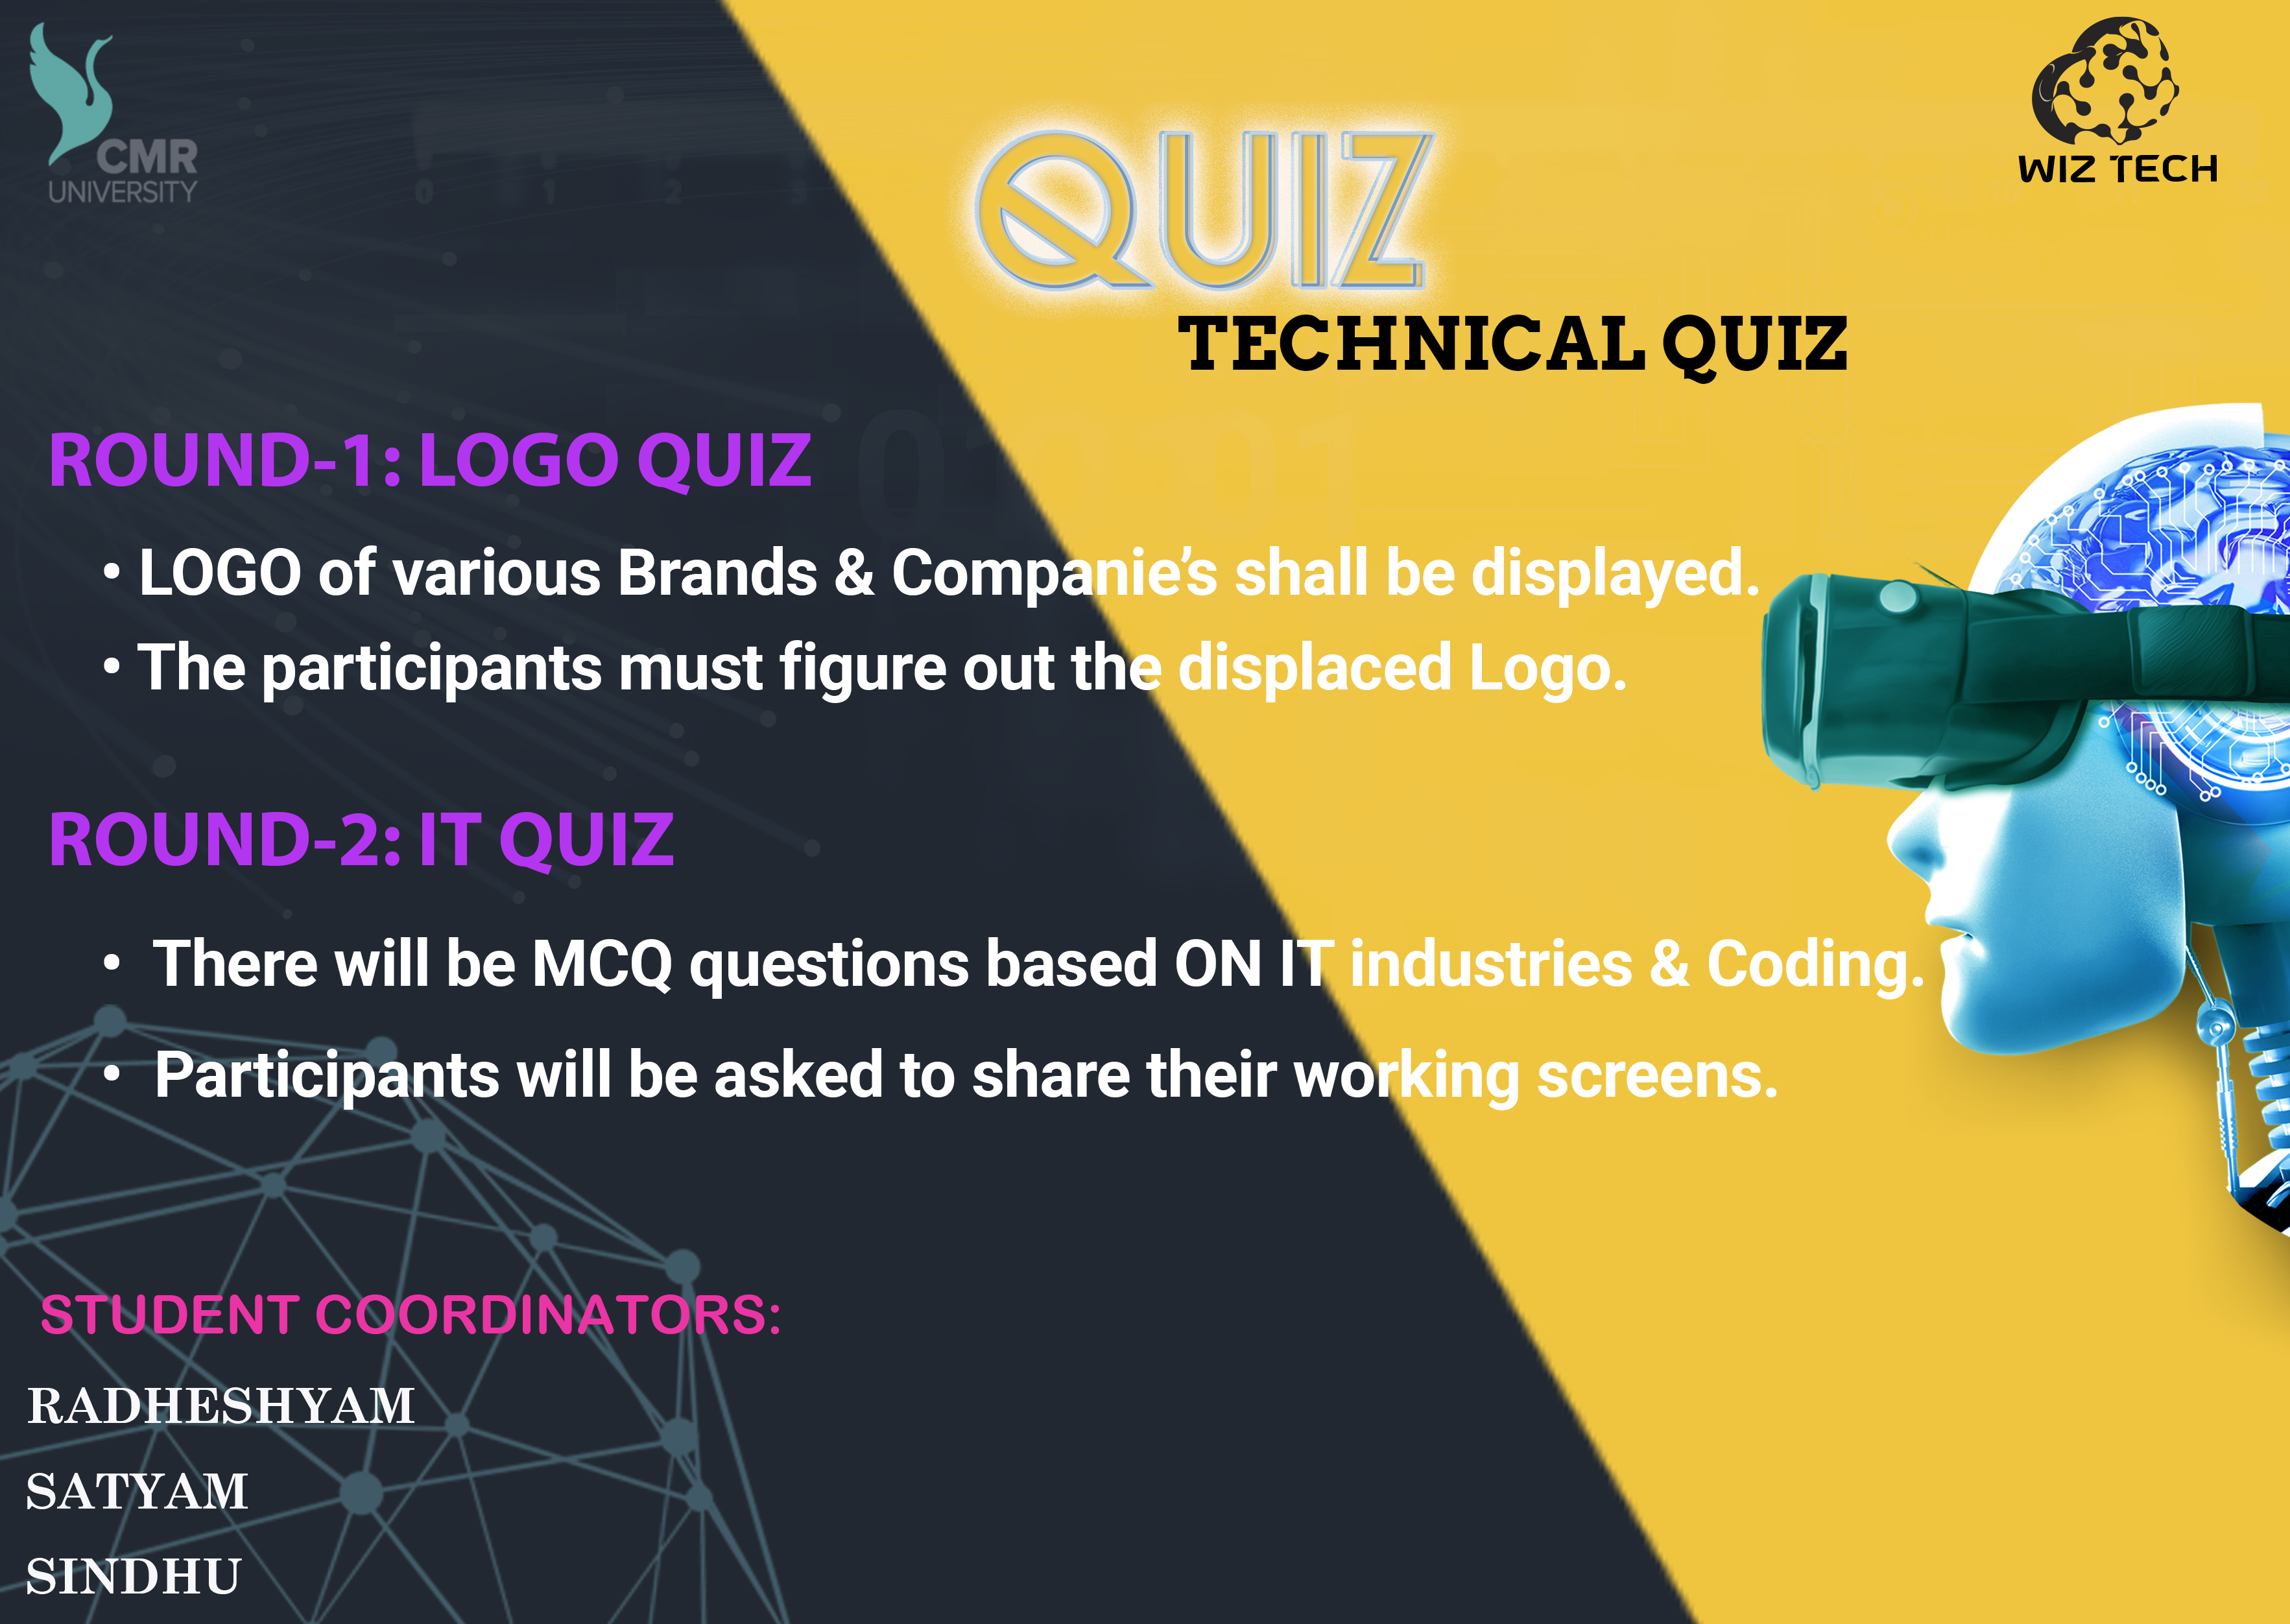 CMR
UNIVERSITY
WIZ TECH
QUIZ
TECHNICAL QUIZ
ROUND-1: LOGO QUIZ
• LOGO of various Brands & Companie’s shall be displayed.
• The participants must figure out the displaced Logo.
ROUND-2: IT QUIZ
• There will be MCQ questions based ON IT industries & Coding.
• Participants will be asked to share their working screens.
STUDENT COORDINATORS:
RADHESHYAM
SATYAM
SINDHU